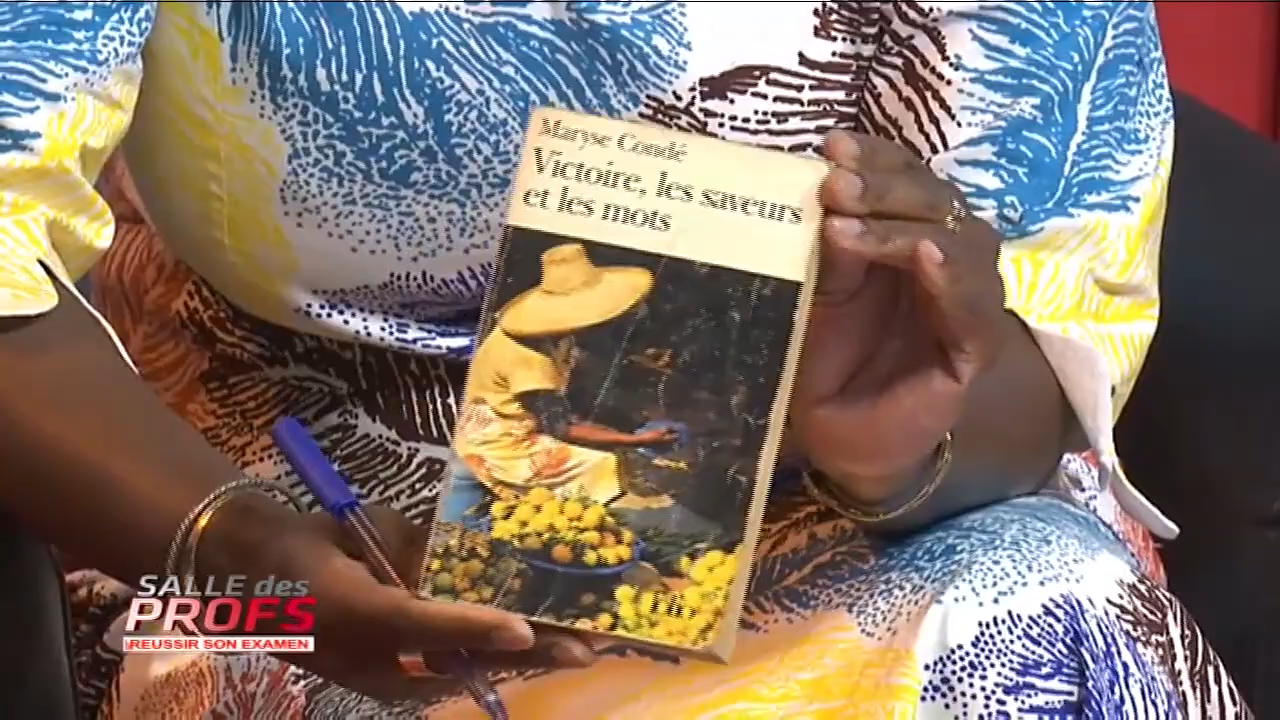 Maryse Condé
Victoire, les saveurs
et les mots
SALLE des
PROFS
REUSSIR SON EXAMEN